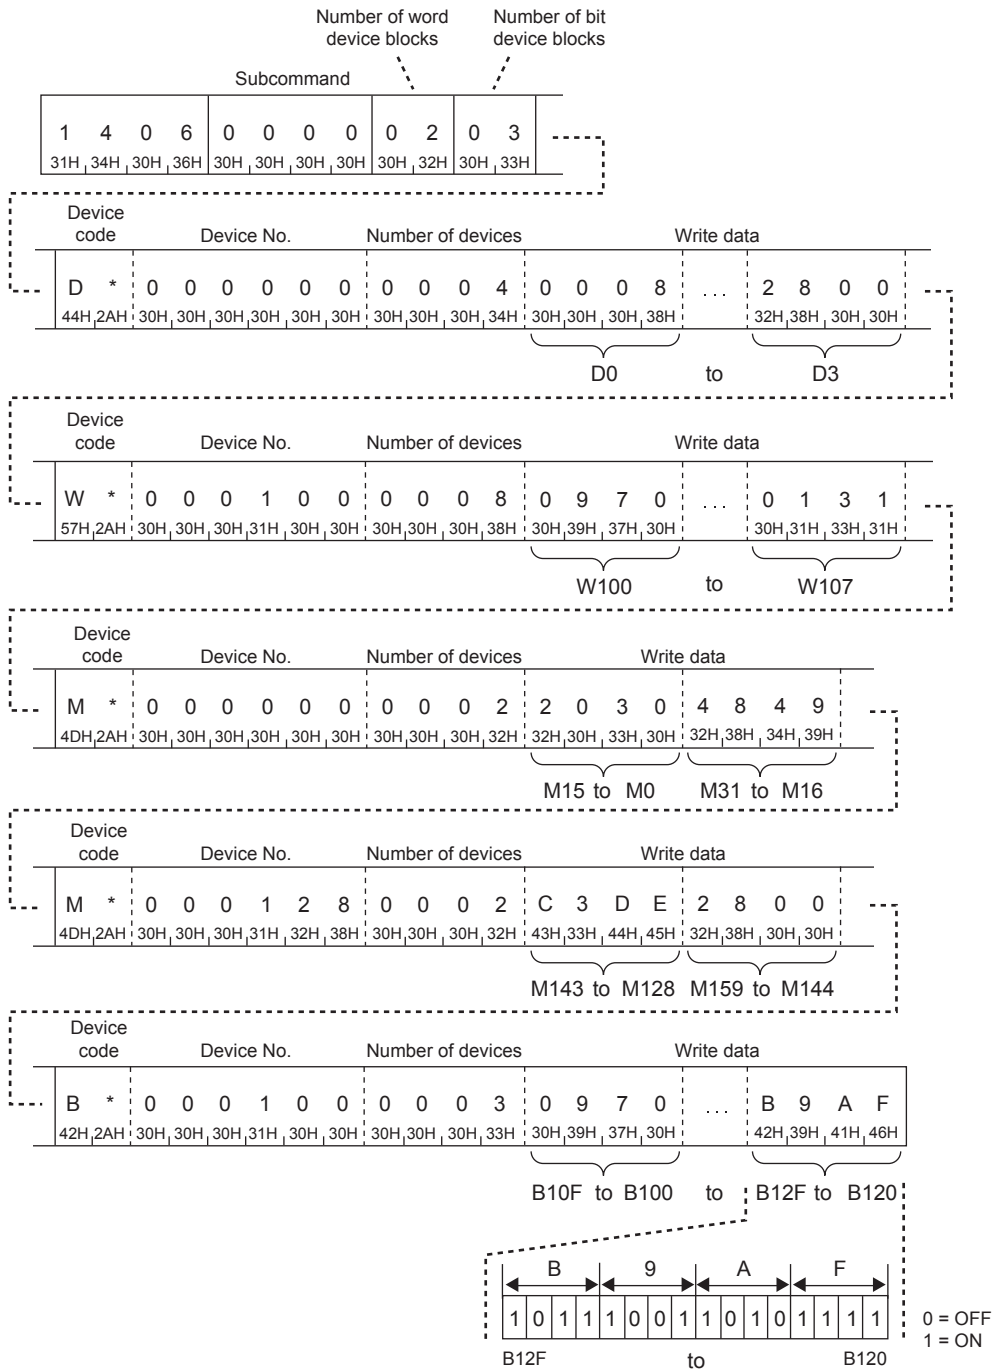 Number of word device blocks
Number of bit device blocks
Subcommand
1 4 0 6 0 0 0 0 0 2 0 3
31H 34H 30H 36H 30H 30H 30H 30H 30H 32H 30H 33H
Device code Device No. Number of devices Write data
D * 0 0 0 0 0 0 0 0 0 4 0 0 0 8 ... 2 8 0 0
44H 2AH 30H 30H 30H 30H 30H 30H 30H 30H 30H 34H 30H 30H 30H 38H 32H 38H 30H 30H
D0 to D3
Device code Device No. Number of devices Write data
W * 0 0 0 1 0 0 0 0 0 8 0 9 7 0 ... 0 1 3 1
57H 2AH 30H 30H 30H 31H 30H 30H 30H 30H 30H 38H 30H 39H 37H 30H 30H 31H 33H 31H
W100 to W107
Device code Device No. Number of devices Write data
M * 0 0 0 0 0 0 0 0 0 2 2 0 3 0 4 8 4 9
4DH 2AH 30H 30H 30H 30H 30H 30H 30H 30H 30H 32H 32H 30H 33H 30H 32H 38H 34H 39H
M15 to M0 M31 to M16
Device code Device No. Number of devices Write data
M * 0 0 0 1 2 8 0 0 0 2 C 3 D E 2 8 0 0
4DH 2AH 30H 30H 30H 31H 32H 38H 30H 30H 30H 32H 43H 33H 44H 45H 32H 38H 30H 30H
M143 to M128 M159 to M144
Device code Device No. Number of devices Write data
B * 0 0 0 1 0 0 0 0 0 3 0 9 7 0 ... B 9 A F
42H 2AH 30H 30H 30H 31H 30H 30H 30H 30H 30H 33H 30H 39H 37H 30H 42H 39H 41H 46H
B10F to B100 to B12F to B120
B 9 A F
1 0 1 1 1 0 0 1 1 0 1 0 1 1 1 1
0 = OFF
1 = ON
B12F to B120